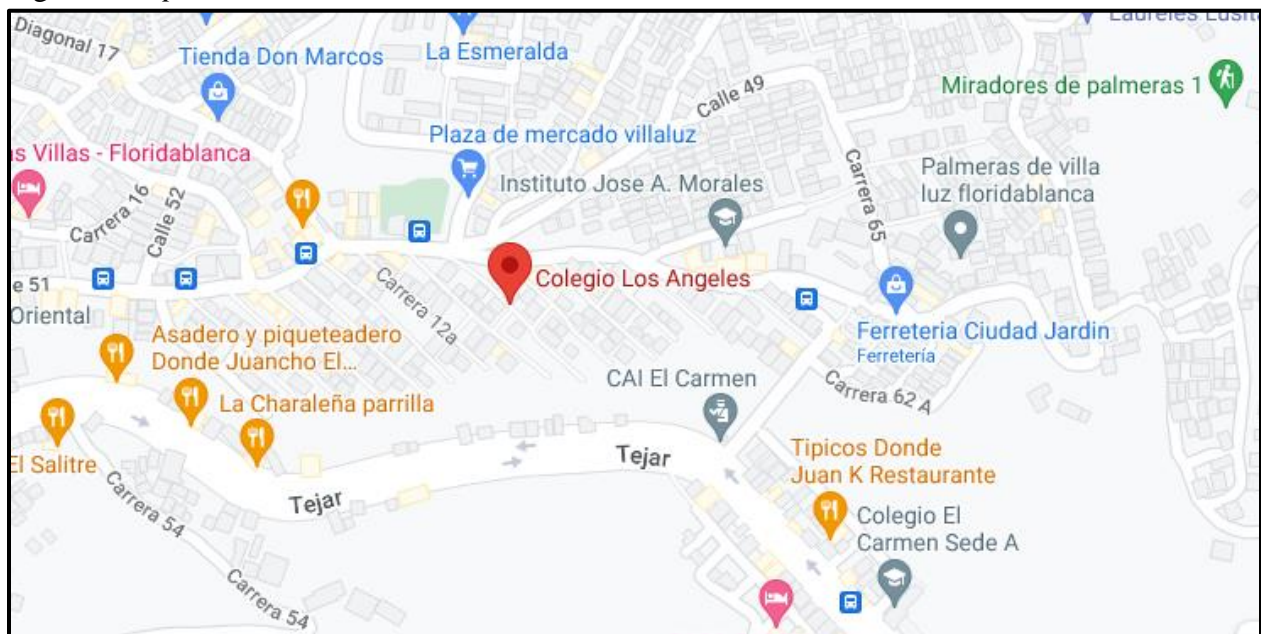 Diagonal 17
Tienda Don Marcos
La Esmeralda
Calle 49
Miradores de palmeras 1
Plaza de mercado villaluz
Villas - Floridablanca
Instituto Jose A. Morales
Carrera 65
Palmeras de villa
luz floridablanca
Carrera 16
Calle 52
Colegio Los Angeles
51
Oriental
Carrera 12a
Asadero y piqueteadero
Donde Juancho El...
Ferreteria Ciudad Jardin
Ferretería
CAI El Carmen
Carrera 62 A
La Charaleña parrilla
El Salitre
Tejar
Tejar
Tipicos Donde
Juan K Restaurante
Carrera 54
Colegio El
Carmen Sede A
Carrera 54